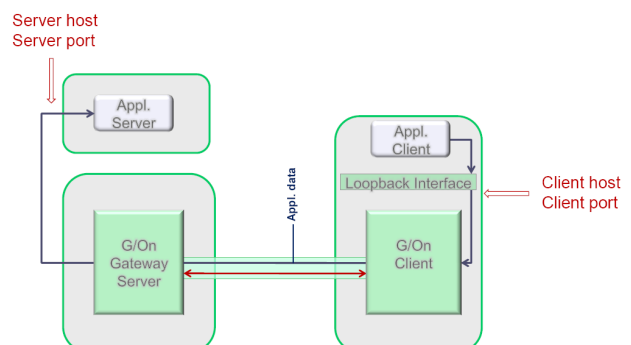 Server host
Server port
Appl.
Server
Appl.
Client
Loopback Interface
Client host
Client port
Appl. data
G/On
Gateway
Server
G/On
Client